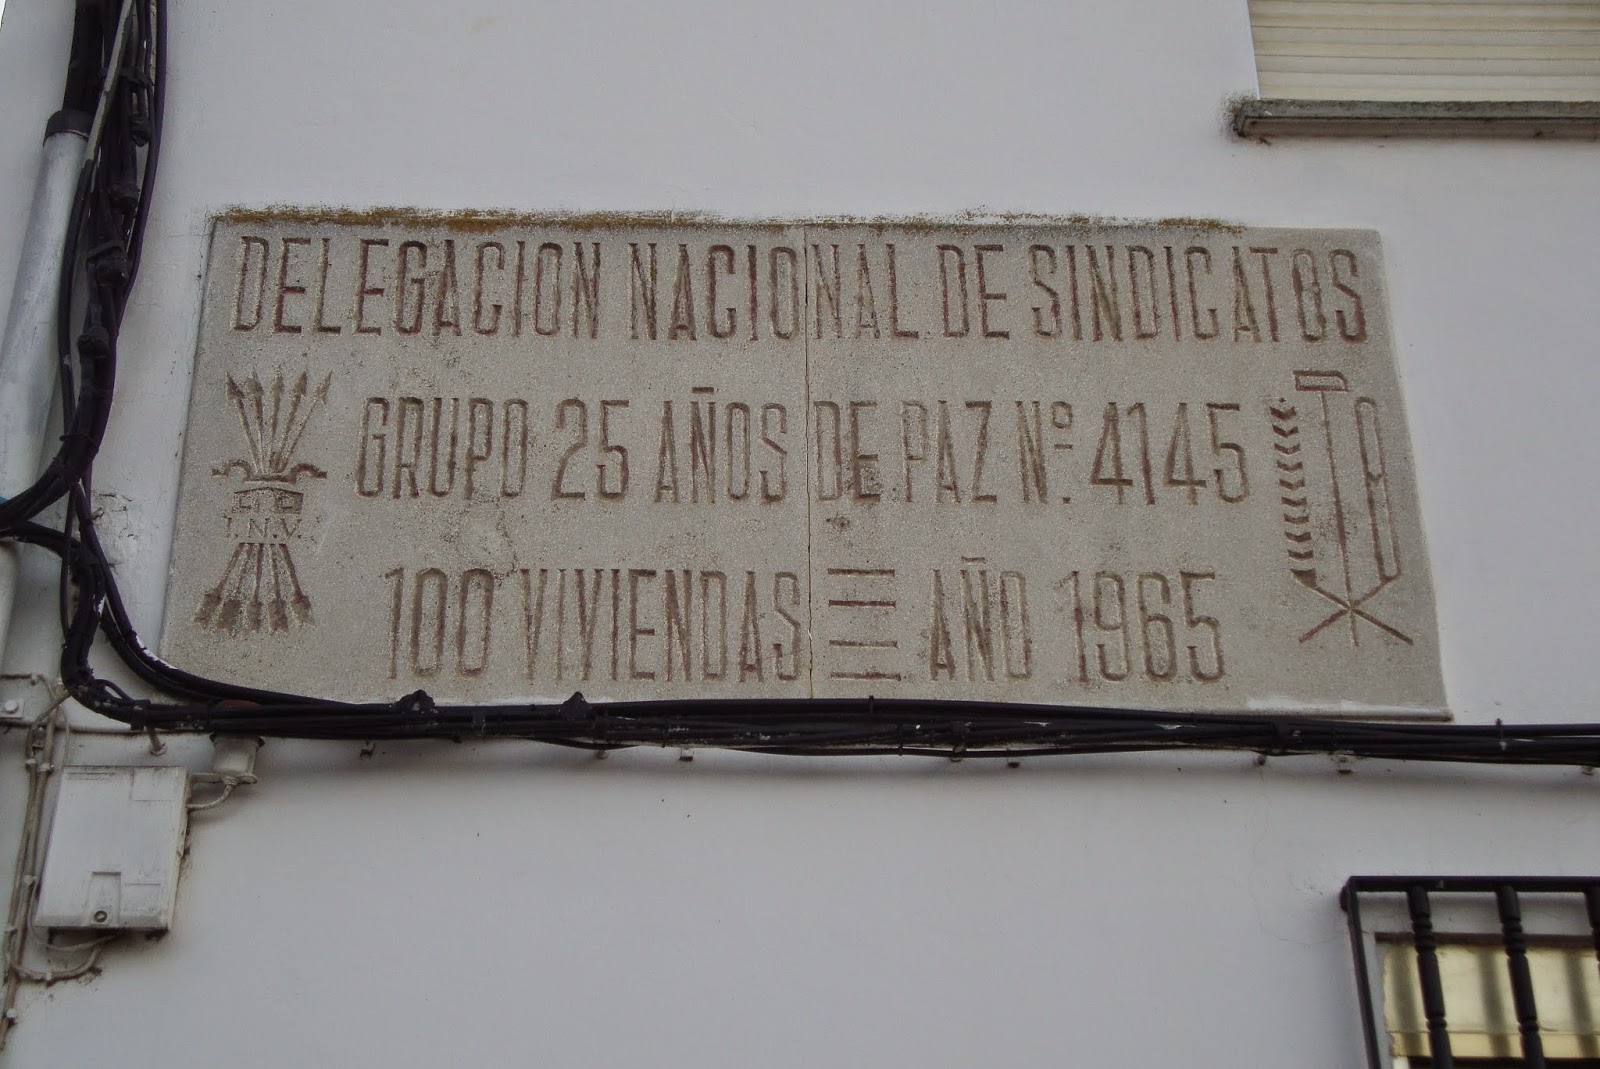 DELEGACION NACIONAL DE SINDICATOS
GRUPO 25 AÑOS DE PAZ Nº. 4145
I.N.V.
100 VIVIENDAS AÑO 1965